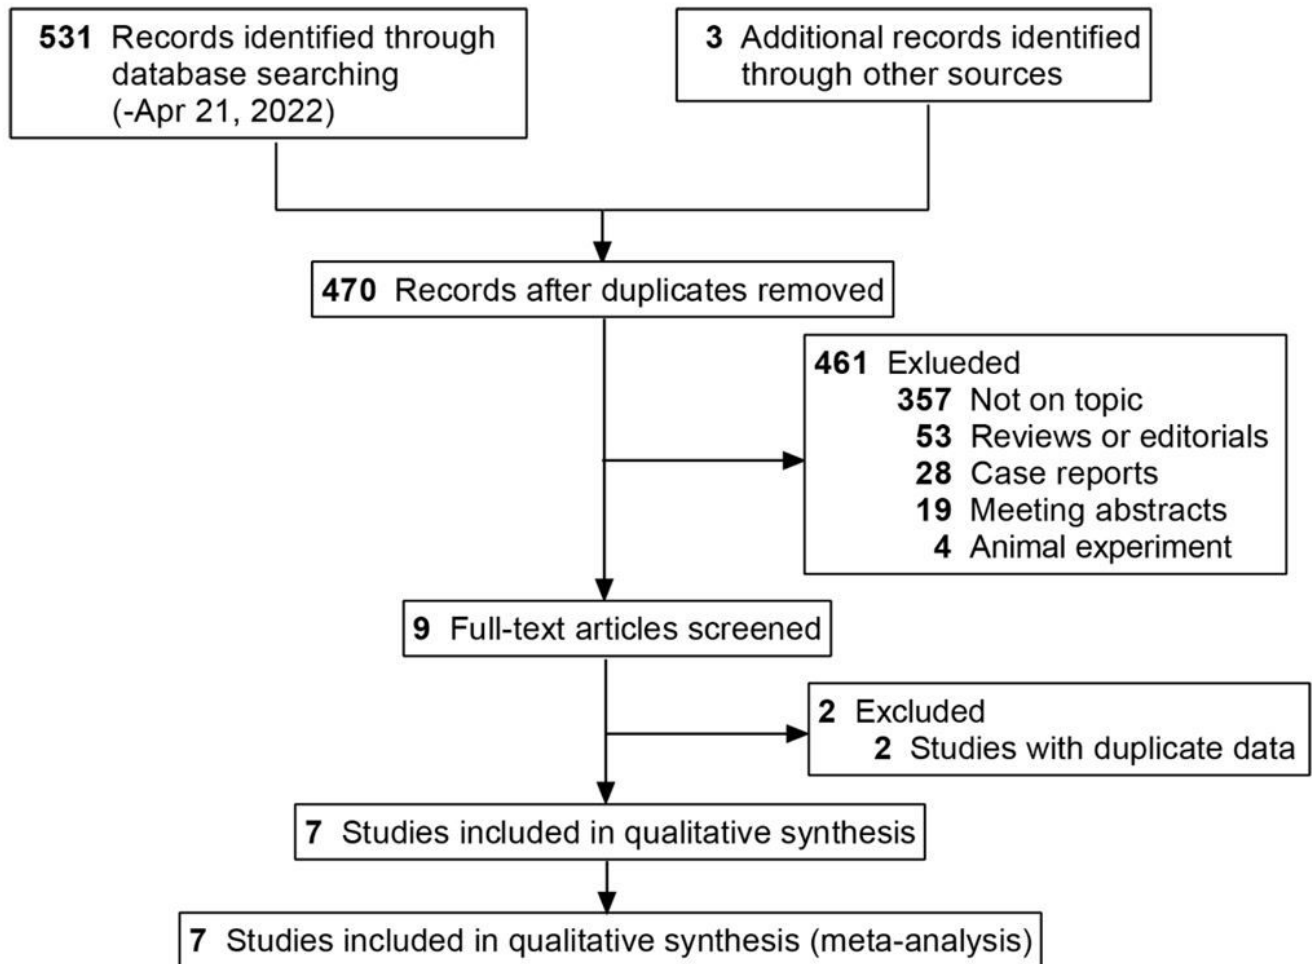 531 Records identified through
database searching
(-Apr 21, 2022)
3 Additional records identified
through other sources
470 Records after duplicates removed
461 Exlueded
357 Not on topic
53 Reviews or editorials
28 Case reports
19 Meeting abstracts
4 Animal experiment
9 Full-text articles screened
2 Excluded
2 Studies with duplicate data
7 Studies included in qualitative synthesis
7 Studies included in qualitative synthesis (meta-analysis)